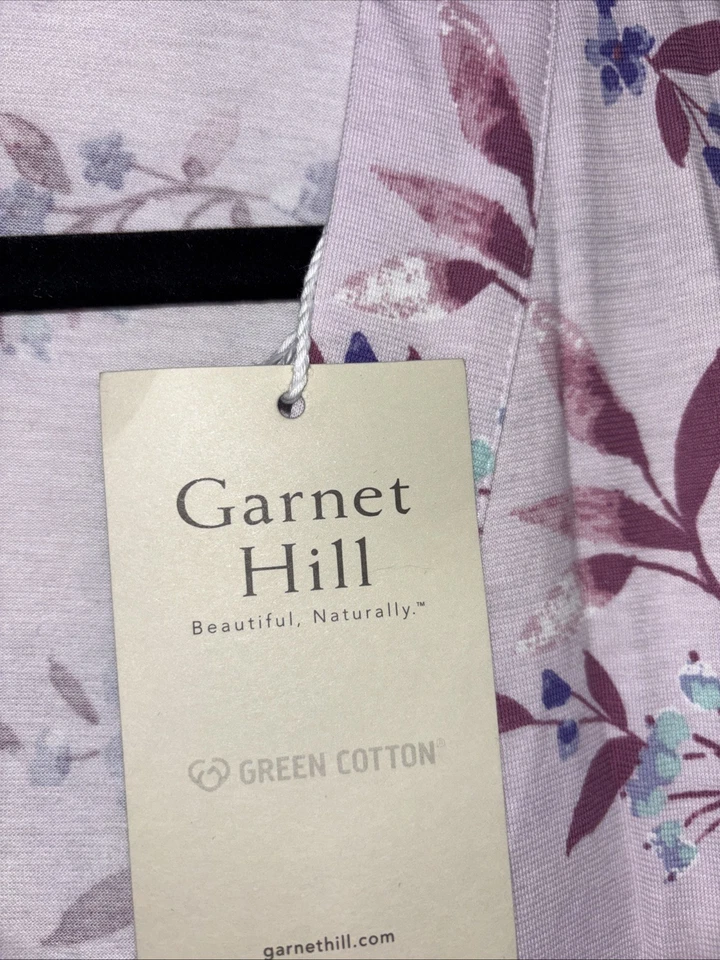 Garnet
Hill
Beautiful, Naturally.™
GREEN COTTON®
garnethill.com